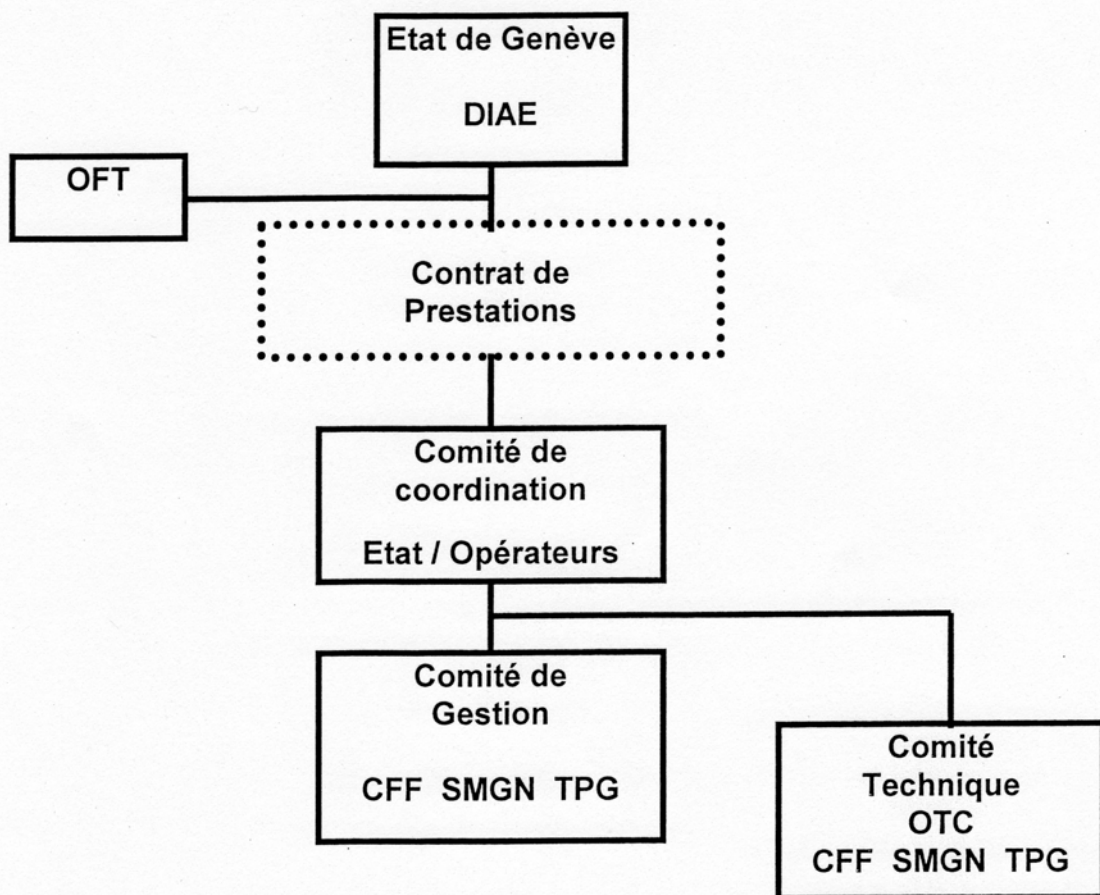 Etat de Genève
DIAE
OFT
Contrat de
Prestations
Comité de
coordination
Etat / Opérateurs
Comité de
Gestion
CFF SMGN TPG
Comité
Technique
OTC
CFF SMGN TPG